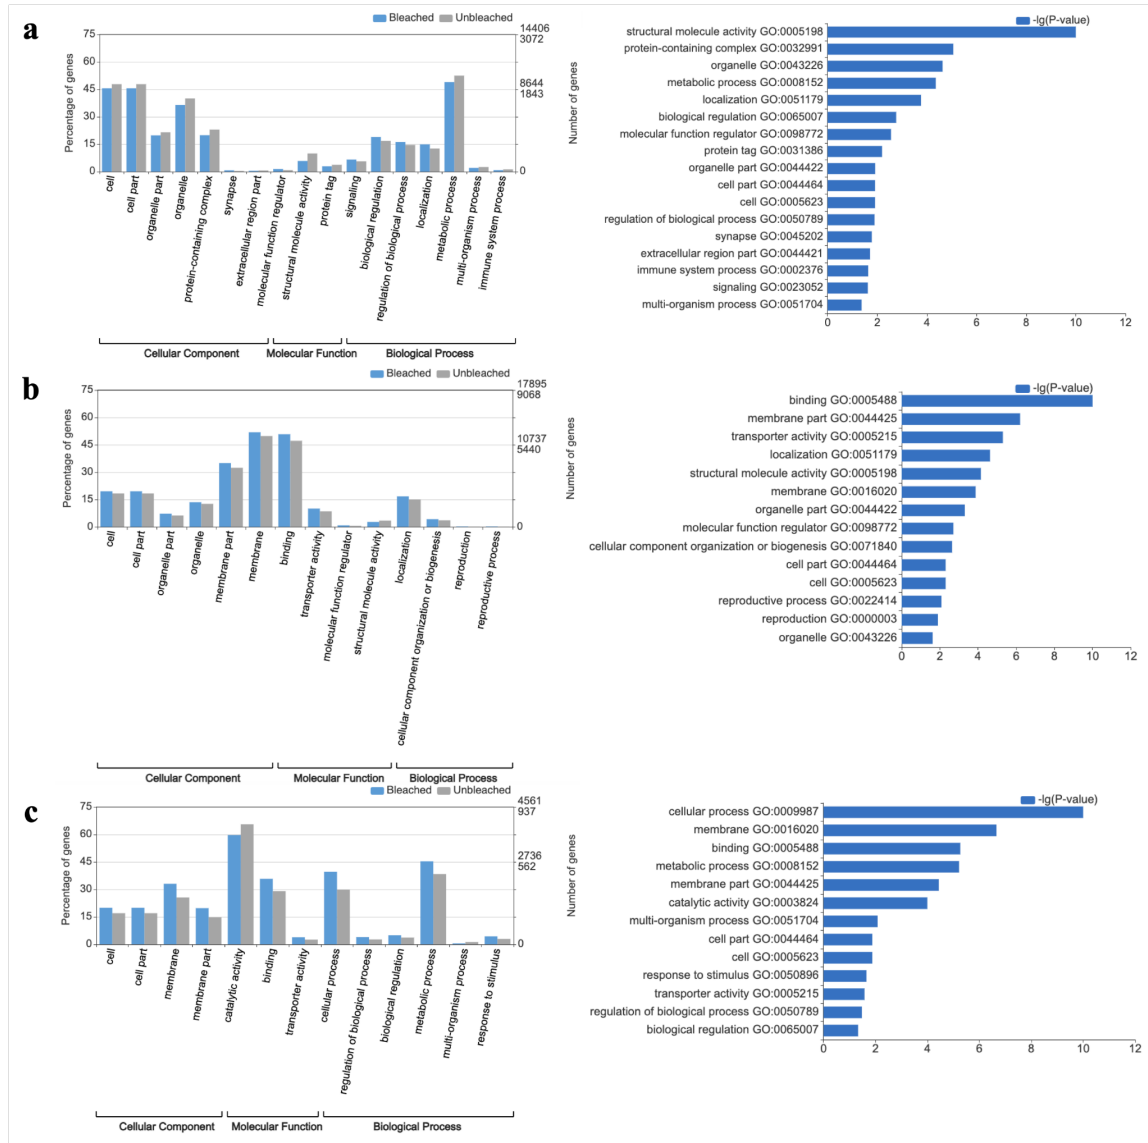 a
Bleached Unbleached
Percentage of genes
75
60
45
30
15
0
14406
3072
8644
1843
0
Number of genes
cell
cell part
organelle part
organelle
protein-containing complex
synapse
extracellular region part
molecular function regulator
structural molecule activity
protein tag
signaling
biological regulation
regulation of biological process
localization
metabolic process
multi-organism process
immune system process
Cellular Component Molecular Function Biological Process
-lg(P-value)
structural molecule activity GO:0005198
protein-containing complex GO:0032991
organelle GO:0043226
metabolic process GO:0008152
localization GO:0051179
biological regulation GO:0065007
molecular function regulator GO:0098772
protein tag GO:0031386
organelle part GO:0044422
cell part GO:0044464
cell GO:0005623
regulation of biological process GO:0050789
synapse GO:0045202
extracellular region part GO:0044421
immune system process GO:0002376
signaling GO:0023052
multi-organism process GO:0051704
0 2 4 6 8 10 12
b
Bleached Unbleached
Percentage of genes
75
60
45
30
15
0
17895
9068
10737
5440
0
Number of genes
cell
cell part
organelle part
organelle
membrane part
membrane
binding
transporter activity
molecular function regulator
structural molecule activity
localization
cellular component organization or biogenesis
reproduction
reproductive process
Cellular Component Molecular Function Biological Process
-lg(P-value)
binding GO:0005488
membrane part GO:0044425
transporter activity GO:0005215
localization GO:0051179
structural molecule activity GO:0005198
membrane GO:0016020
organelle part GO:0044422
molecular function regulator GO:0098772
cellular component organization or biogenesis GO:0071840
cell part GO:0044464
cell GO:0005623
reproductive process GO:0022414
reproduction GO:0000003
organelle GO:0043226
0 2 4 6 8 10 12
c
Bleached Unbleached
Percentage of genes
75
60
45
30
15
0
4561
937
2736
562
0
Number of genes
cell
cell part
membrane
membrane part
catalytic activity
binding
transporter activity
cellular process
regulation of biological process
biological regulation
metabolic process
multi-organism process
response to stimulus
Cellular Component Molecular Function Biological Process
-lg(P-value)
cellular process GO:0009987
membrane GO:0016020
binding GO:0005488
metabolic process GO:0008152
membrane part GO:0044425
catalytic activity GO:0003824
multi-organism process GO:0051704
cell part GO:0044464
cell GO:0005623
response to stimulus GO:0050896
transporter activity GO:0005215
regulation of biological process GO:0050789
biological regulation GO:0065007
0 2 4 6 8 10 12